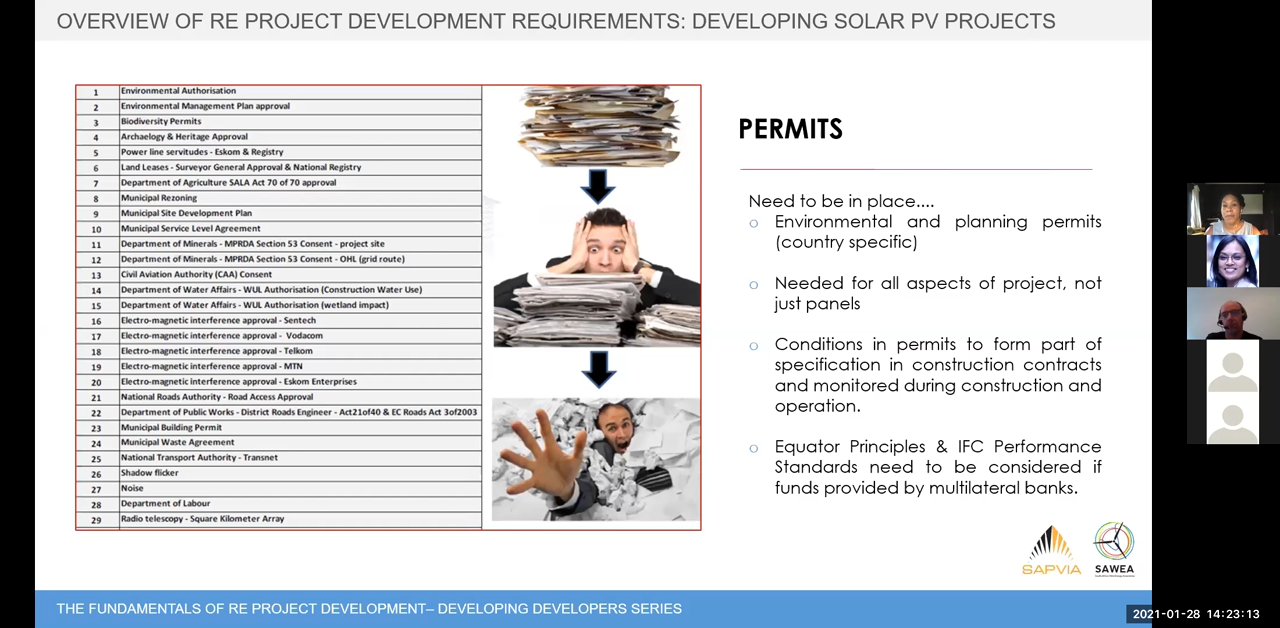 OVERVIEW OF RE PROJECT DEVELOPMENT REQUIREMENTS: DEVELOPING SOLAR PV PROJECTS
1 Environmental Authorisation
2 Environmental Management Plan approval
3 Biodiversity Permits
4 Archaelogy & Heritage Approval
5 Power line servitudes - Eskom & Registry
6 Land Leases - Surveyor General Approval & National Registry
7 Department of Agriculture SALA Act 70 of 70 approval
8 Municipal Rezoning
9 Municipal Site Development Plan
10 Municipal Service Level Agreement
11 Department of Minerals - MPRDA Section 53 Consent - project site
12 Department of Minerals - MPRDA Section 53 Consent - OHL (grid route)
13 Civil Aviation Authority (CAA) Consent
14 Department of Water Affairs - WUL Authorisation (Construction Water Use)
15 Department of Water Affairs - WUL Authorisation (wetland impact)
16 Electro-magnetic interference approval - Sentech
17 Electro-magnetic interference approval - Vodacom
18 Electro-magnetic interference approval - Telkom
19 Electro-magnetic interference approval - MTN
20 Electro-magnetic interference approval - Eskom Enterprises
21 National Roads Authority - Road Access Approval
22 Department of Public Works - District Roads Engineer - Act21of40 & EC Roads Act 3of2003
23 Municipal Building Permit
24 Municipal Waste Agreement
25 National Transport Authority - Transnet
26 Shadow flicker
27 Noise
28 Department of Labour
29 Radio telescopy - Square Kilometer Array
PERMITS
Need to be in place....
o Environmental and planning permits
(country specific)
o Needed for all aspects of project, not
just panels
o Conditions in permits to form part of
specification in construction contracts
and monitored during construction and
operation.
o Equator Principles & IFC Performance
Standards need to be considered if
funds provided by multilateral banks.
SAPVIA
SAWEA
THE FUNDAMENTALS OF RE PROJECT DEVELOPMENT– DEVELOPING DEVELOPERS SERIES
2021-01-28 14:23:13